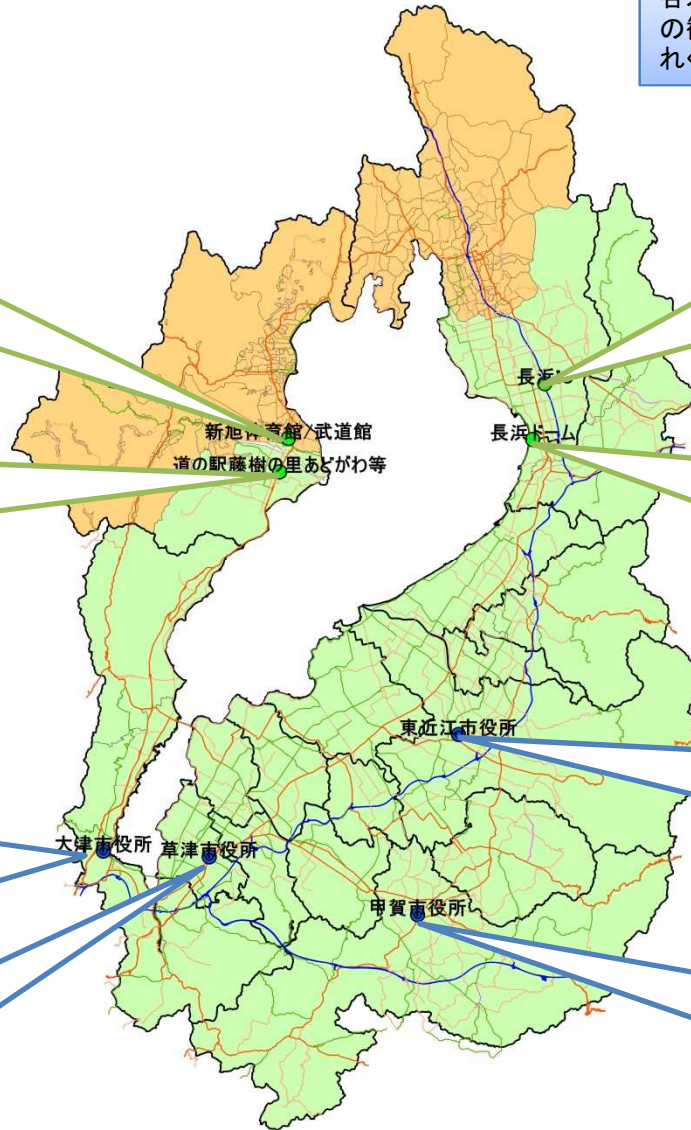 の
れ
長浜IC
新旭体育館/武道館
長浜ドーム
道の駅藤樹の里あどがわ等
東近江市役所
大津市役所
草津市役所
甲賀市役所